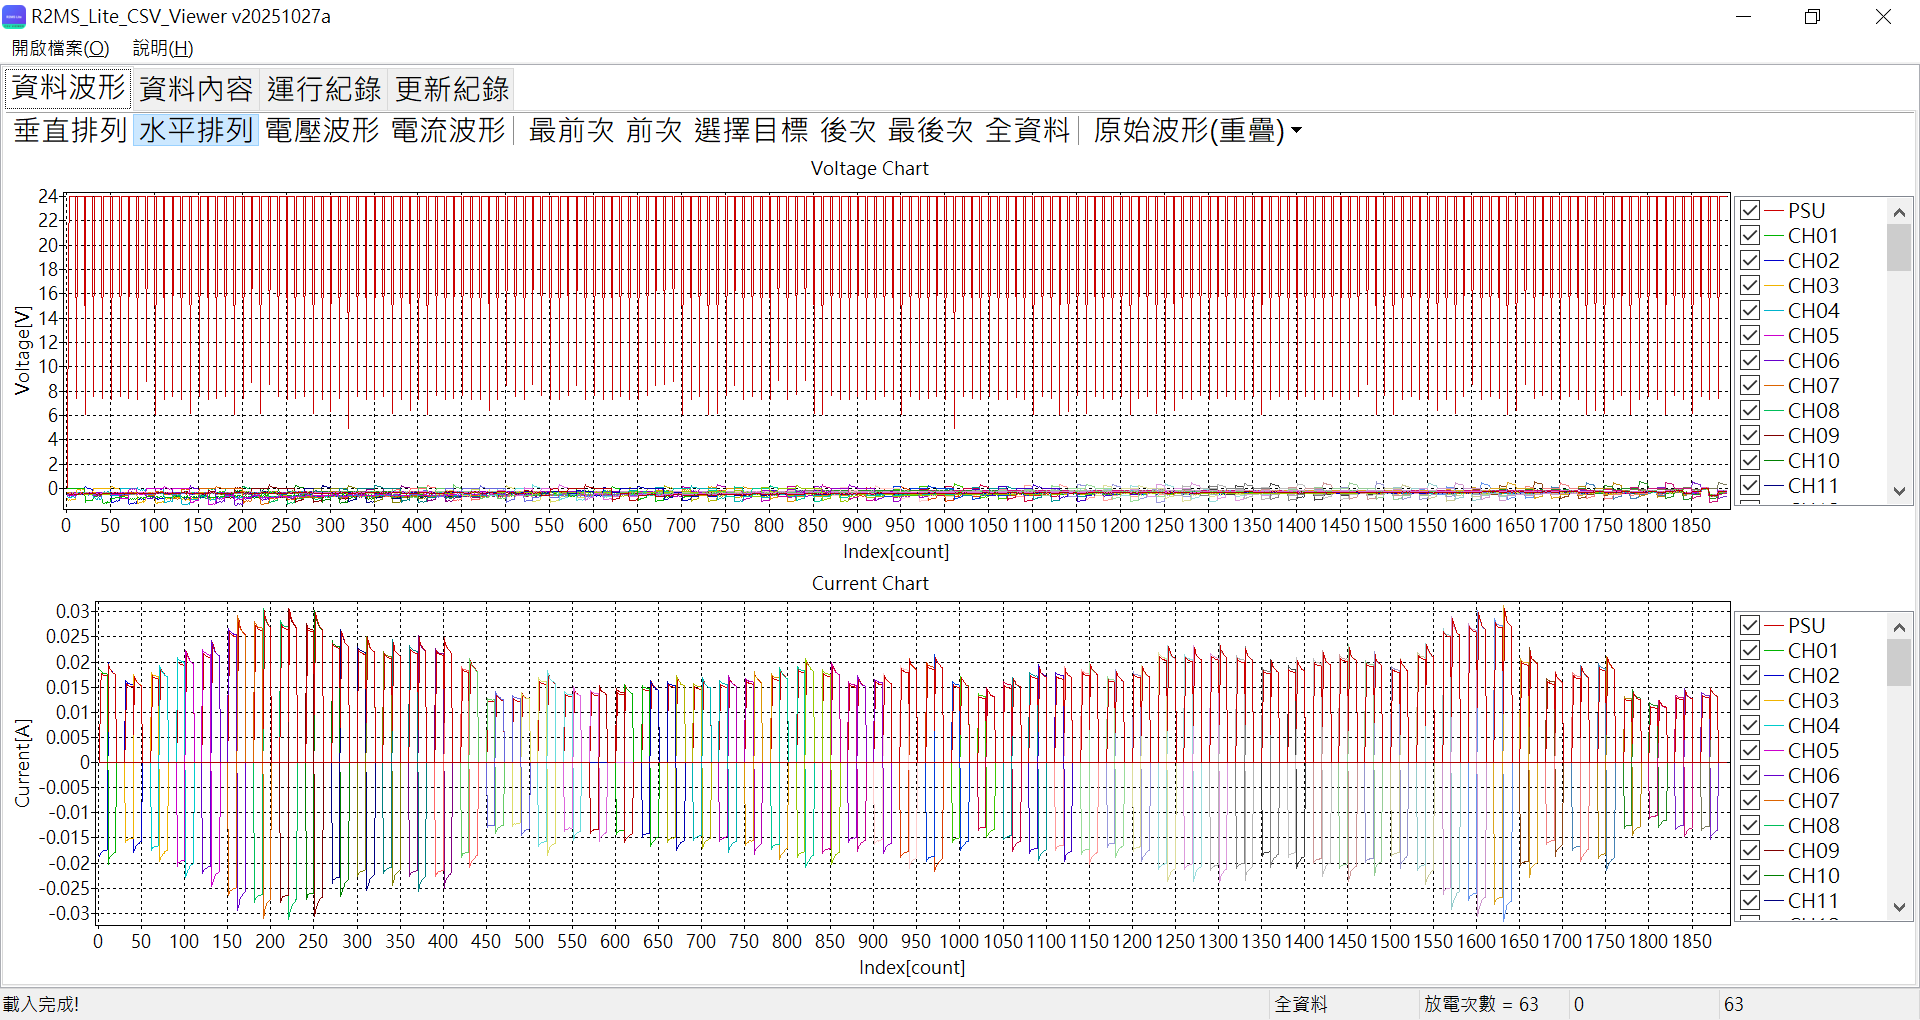 R2MS_Lite_CSV_Viewer v20251027a
開啟檔案(O) 說明(H)
資料波形 資料內容 運行紀錄 更新紀錄
垂直排列 水平排列 電壓波形 電流波形 最前次 前次 選擇目標 後次 最後次 全資料 原始波形(重疊)
Voltage Chart
Voltage[V]
24
22
20
18
16
14
12
10
8
6
4
2
0
0 50 100 150 200 250 300 350 400 450 500 550 600 650 700 750 800 850 900 950 1000 1050 1100 1150 1200 1250 1300 1350 1400 1450 1500 1550 1600 1650 1700 1750 1800 1850
Index[count]
PSU
CH01
CH02
CH03
CH04
CH05
CH06
CH07
CH08
CH09
CH10
CH11
Current Chart
Current[A]
0.03
0.025
0.02
0.015
0.01
0.005
0
-0.005
-0.01
-0.015
-0.02
-0.025
-0.03
0 50 100 150 200 250 300 350 400 450 500 550 600 650 700 750 800 850 900 950 1000 1050 1100 1150 1200 1250 1300 1350 1400 1450 1500 1550 1600 1650 1700 1750 1800 1850
Index[count]
PSU
CH01
CH02
CH03
CH04
CH05
CH06
CH07
CH08
CH09
CH10
CH11
載入完成! 全資料 放電次數 = 63 0 63